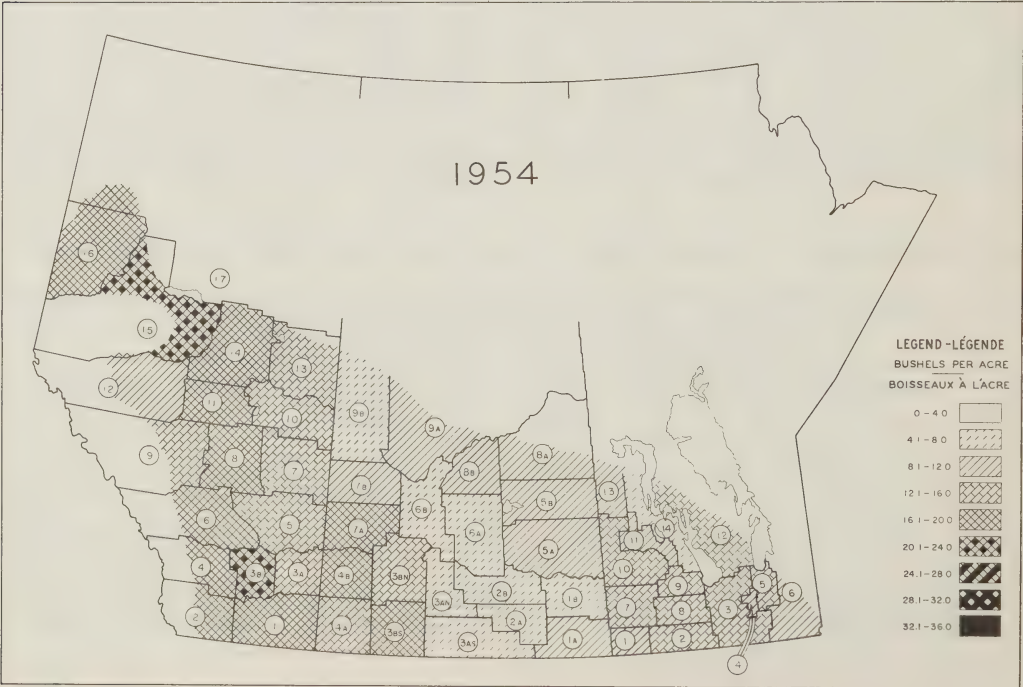 1954
16
17
15
14
13
12
11
10
9B
9A
9
8
7
7B
8B
8A
6
5
7A
6B
6A
5B
5A
13
14
12
11
10
4
3B
3A
4B
3BN
3AN
2B
1B
9
5
6
7
8
3
2
1
4A
3BS
3AS
2A
1A
1
2
4
LEGEND-LÉGENDE
BUSHELS PER ACRE
BOISSEAUX À L'ACRE
0-4.0
4.1-8.0
8.1-12.0
12.1-16.0
16.1-20.0
20.1-24.0
24.1-28.0
28.1-32.0
32.1-36.0